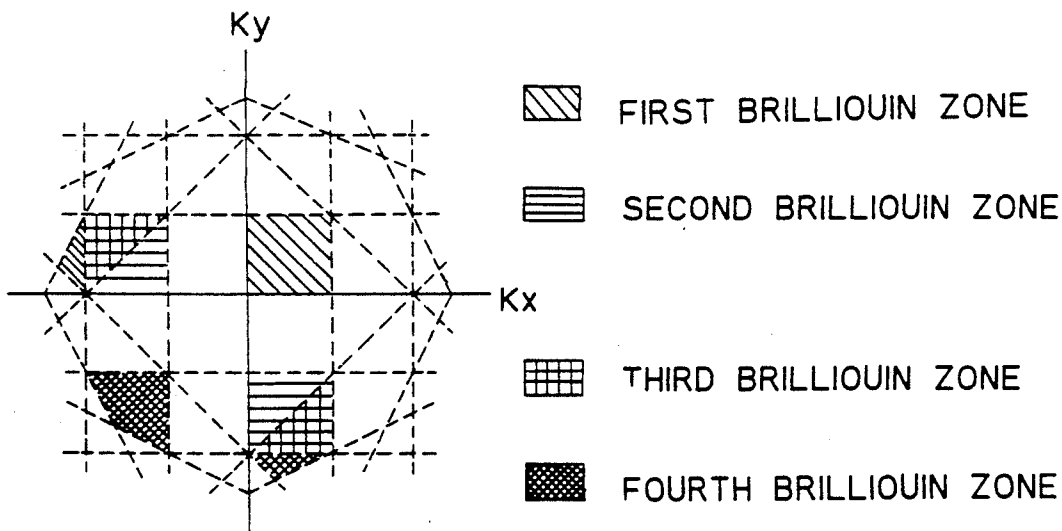 Ky
FIRST BRILLIOUIN ZONE
SECOND BRILLIOUIN ZONE
Kx
THIRD BRILLIOUIN ZONE
FOURTH BRILLIOUIN ZONE